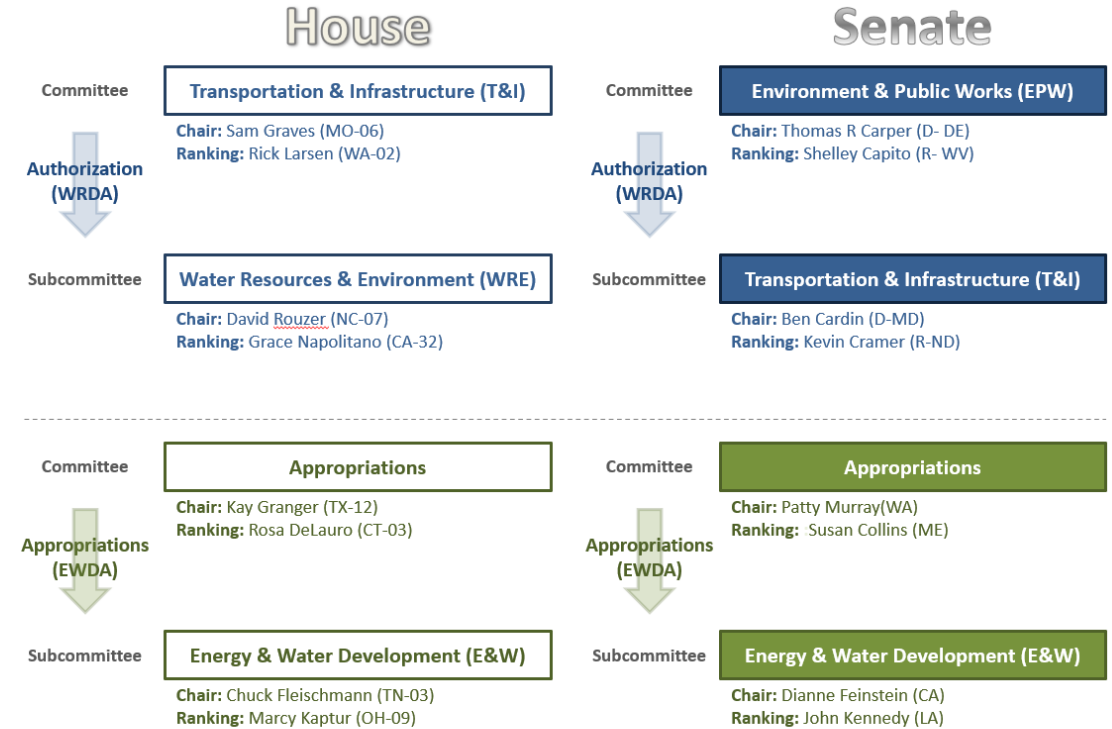 House
Committee
Transportation & Infrastructure (T&I)
Chair: Sam Graves (MO-06)
Ranking: Rick Larsen (WA-02)
Authorization
(WRDA)
Subcommittee
Water Resources & Environment (WRE)
Chair: David Rouzer (NC-07)
Ranking: Grace Napolitano (CA-32)
Senate
Committee
Environment & Public Works (EPW)
Chair: Thomas R Carper (D- DE)
Ranking: Shelley Capito (R- WV)
Authorization
(WRDA)
Subcommittee
Transportation & Infrastructure (T&I)
Chair: Ben Cardin (D-MD)
Ranking: Kevin Cramer (R-ND)
Committee
Appropriations
Chair: Kay Granger (TX-12)
Ranking: Rosa DeLauro (CT-03)
Appropriations
(EWDA)
Subcommittee
Energy & Water Development (E&W)
Chair: Chuck Fleischmann (TN-03)
Ranking: Marcy Kaptur (OH-09)
Committee
Appropriations
Chair: Patty Murray(WA)
Ranking: Susan Collins (ME)
Appropriations
(EWDA)
Subcommittee
Energy & Water Development (E&W)
Chair: Dianne Feinstein (CA)
Ranking: John Kennedy (LA)